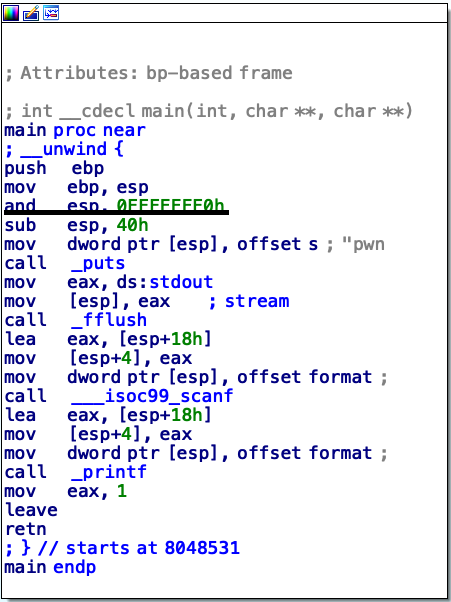 ; Attributes: bp-based frame
; int __cdecl main(int, char **, char **)
main proc near
; __unwind {
push ebp
mov ebp, esp
and esp, 0FFFFFFF0h
sub esp, 40h
mov dword ptr [esp], offset s ; "pwn
call _puts
mov eax, ds:stdout
mov [esp], eax ; stream
call _fflush
lea eax, [esp+18h]
mov [esp+4], eax
mov dword ptr [esp], offset format ;
call ___isoc99_scanf
lea eax, [esp+18h]
mov [esp+4], eax
mov dword ptr [esp], offset format ;
call _printf
mov eax, 1
leave
retn
; } // starts at 8048531
main endp